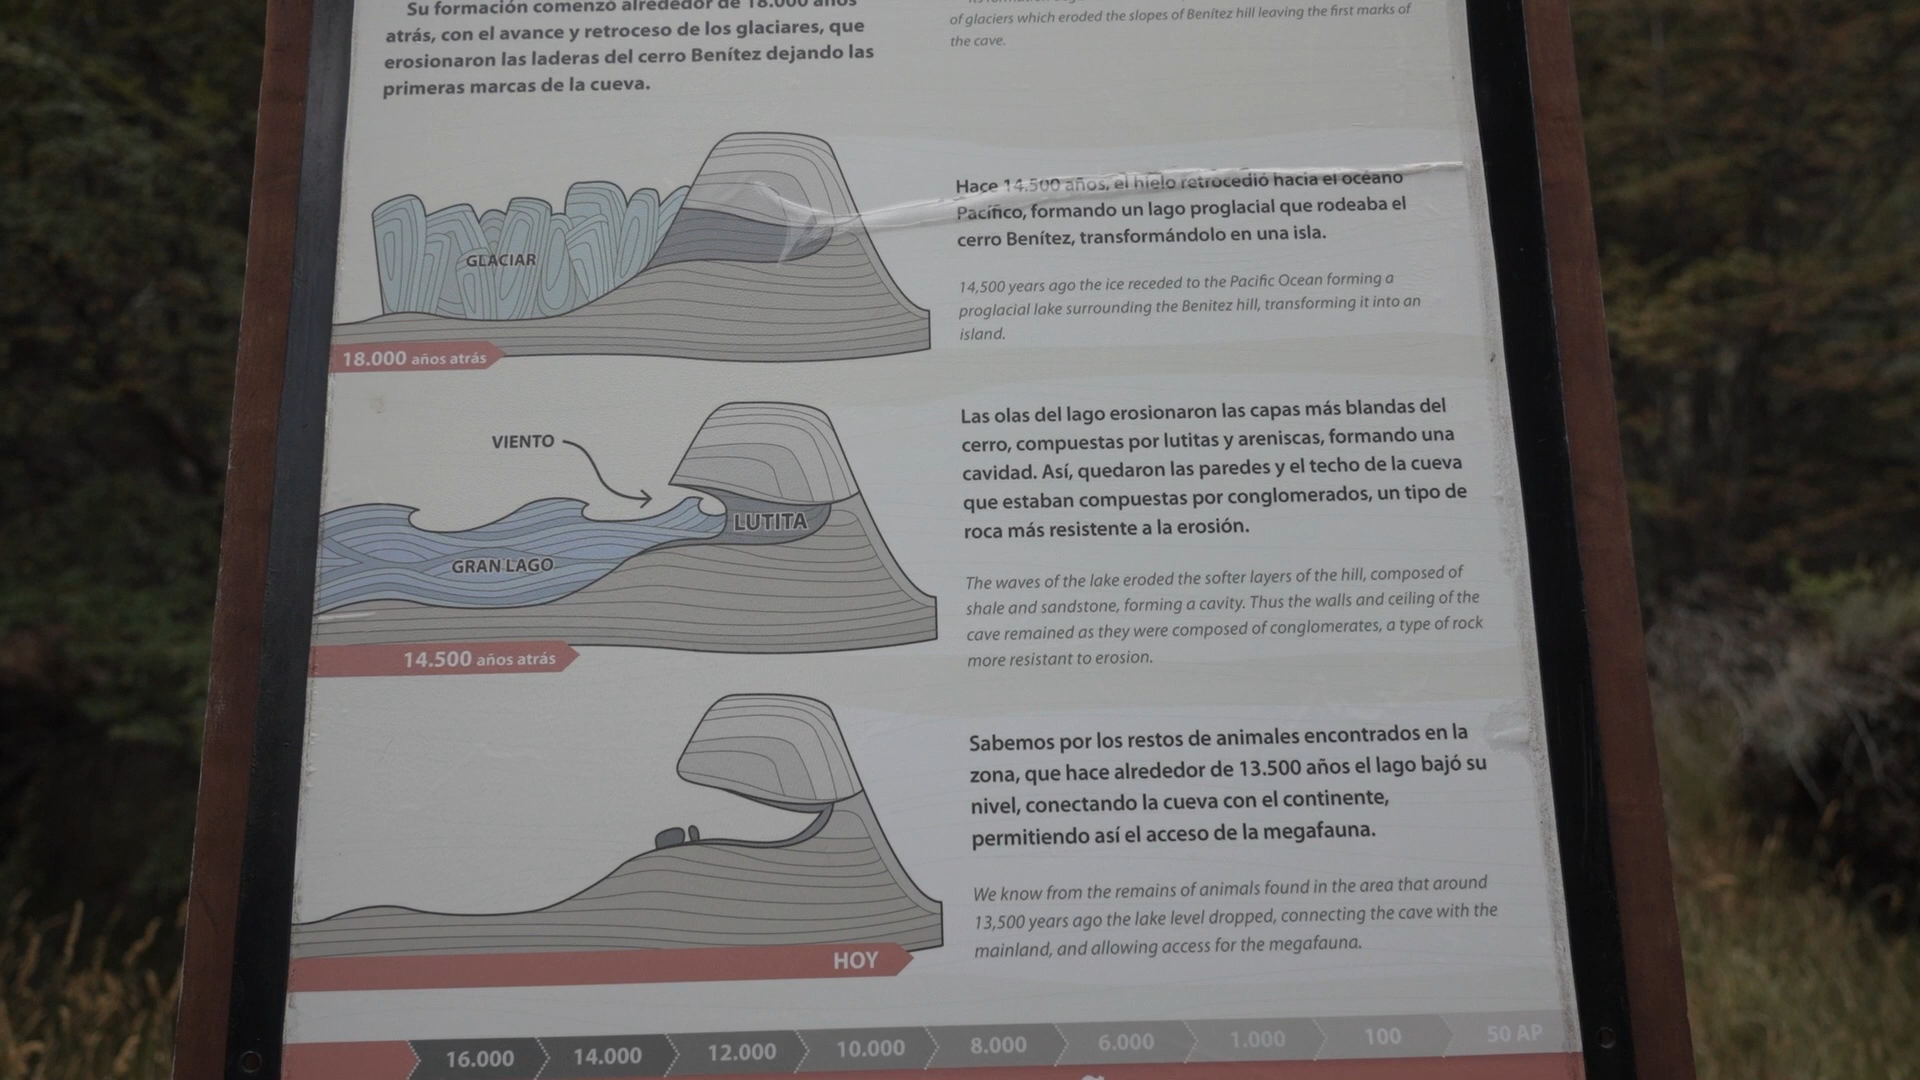 Su formación comenzó alrededor de 18.000 años
atrás, con el avance y retroceso de los glaciares, que
erosionaron las laderas del cerro Benítez dejando las
primeras marcas de la cueva.
of glaciers which eroded the slopes of Benítez hill leaving the first marks of
the cave.
GLACIAR
18.000 años atrás
Hace 14.500 años, el hielo retrocedió hacia el océano
Pacífico, formando un lago proglacial que rodeaba el
cerro Benítez, transformándolo en una isla.
14,500 years ago the ice receded to the Pacific Ocean forming a
proglacial lake surrounding the Benitez hill, transforming it into an
island.
VIENTO
LUTITA
GRAN LAGO
14.500 años atrás
Las olas del lago erosionaron las capas más blandas del
cerro, compuestas por lutitas y areniscas, formando una
cavidad. Así, quedaron las paredes y el techo de la cueva
que estaban compuestas por conglomerados, un tipo de
roca más resistente a la erosión.
The waves of the lake eroded the softer layers of the hill, composed of
shale and sandstone, forming a cavity. Thus the walls and ceiling of the
cave remained as they were composed of conglomerates, a type of rock
more resistant to erosion.
HOY
Sabemos por los restos de animales encontrados en la
zona, que hace alrededor de 13.500 años el lago bajó su
nivel, conectando la cueva con el continente,
permitiendo así el acceso de la megafauna.
We know from the remains of animals found in the area that around
13,500 years ago the lake level dropped, connecting the cave with the
mainland, and allowing access for the megafauna.
16.000 14.000 12.000 10.000 8.000 6.000 1.000 100 50 AP